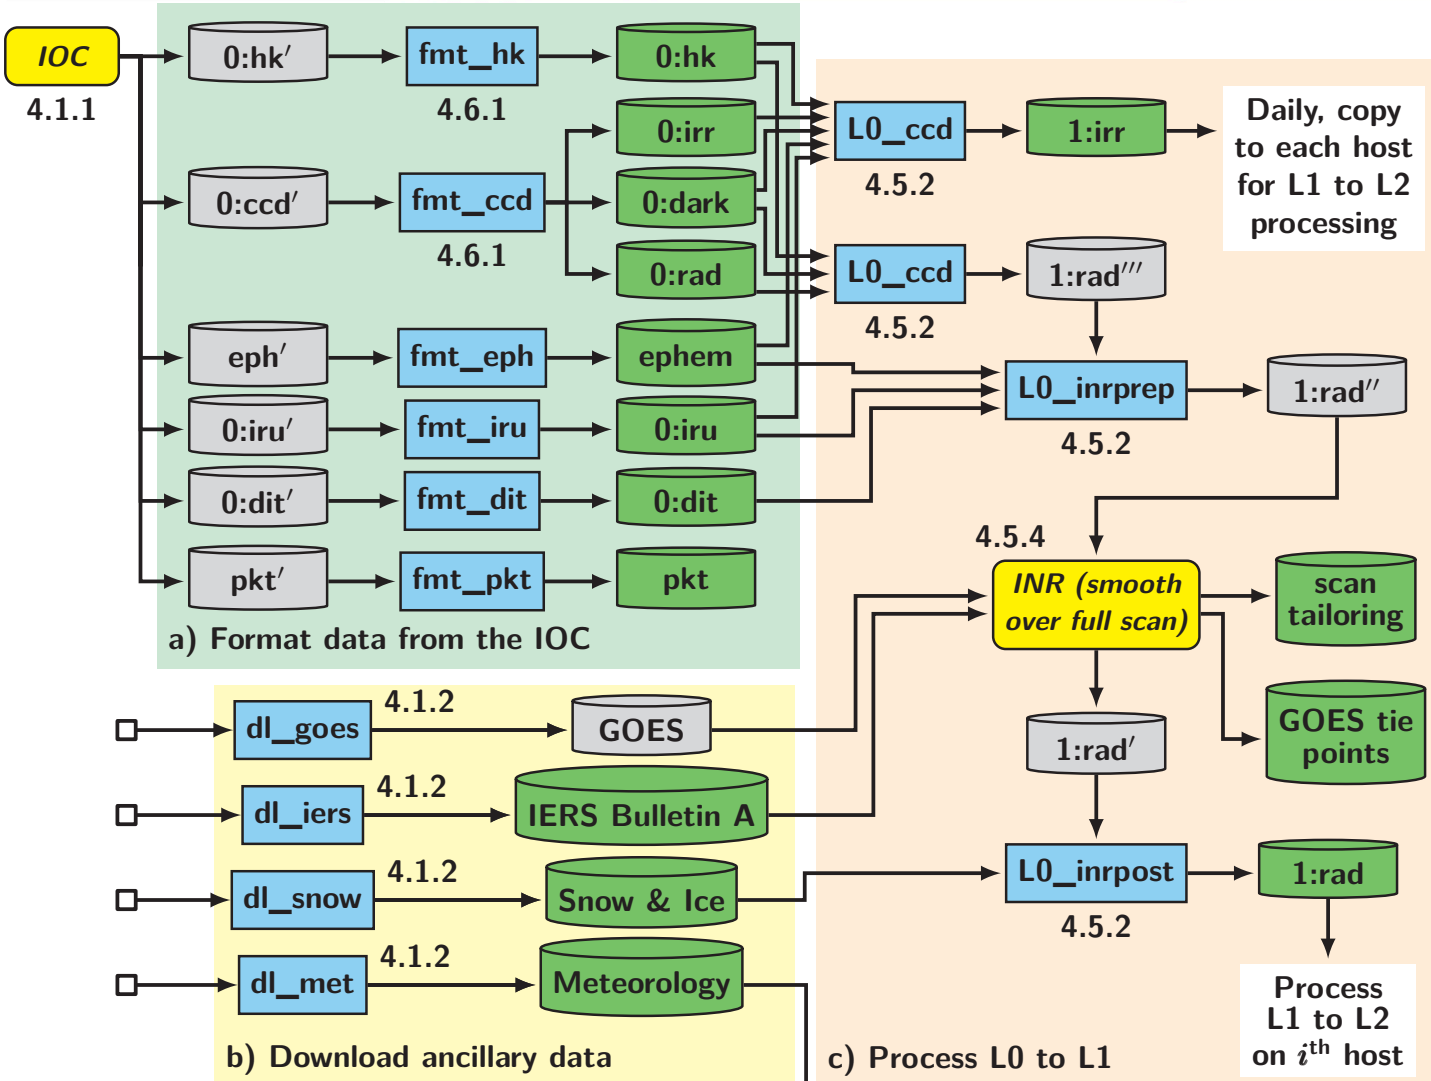 IOC
4.1.1
0:hk′
fmt_hk
4.6.1
0:hk
0:irr
0:ccd′
fmt_ccd
4.6.1
0:dark
0:rad
eph′
fmt_eph
ephem
0:iru′
fmt_iru
0:iru
0:dit′
fmt_dit
0:dit
pkt′
fmt_pkt
pkt
a) Format data from the IOC
dl_goes
4.1.2
GOES
dl_iers
4.1.2
IERS Bulletin A
dl_snow
4.1.2
Snow & Ice
dl_met
4.1.2
Meteorology
b) Download ancillary data
L0_ccd
4.5.2
1:irr
Daily, copy
to each host
for L1 to L2
processing
L0_ccd
4.5.2
1:rad′′′
L0_inrprep
4.5.2
1:rad′′
4.5.4
INR (smooth
over full scan)
scan
tailoring
GOES tie
points
1:rad′
L0_inrpost
4.5.2
1:rad
Process
L1 to L2
on iᵗʰ host
c) Process L0 to L1